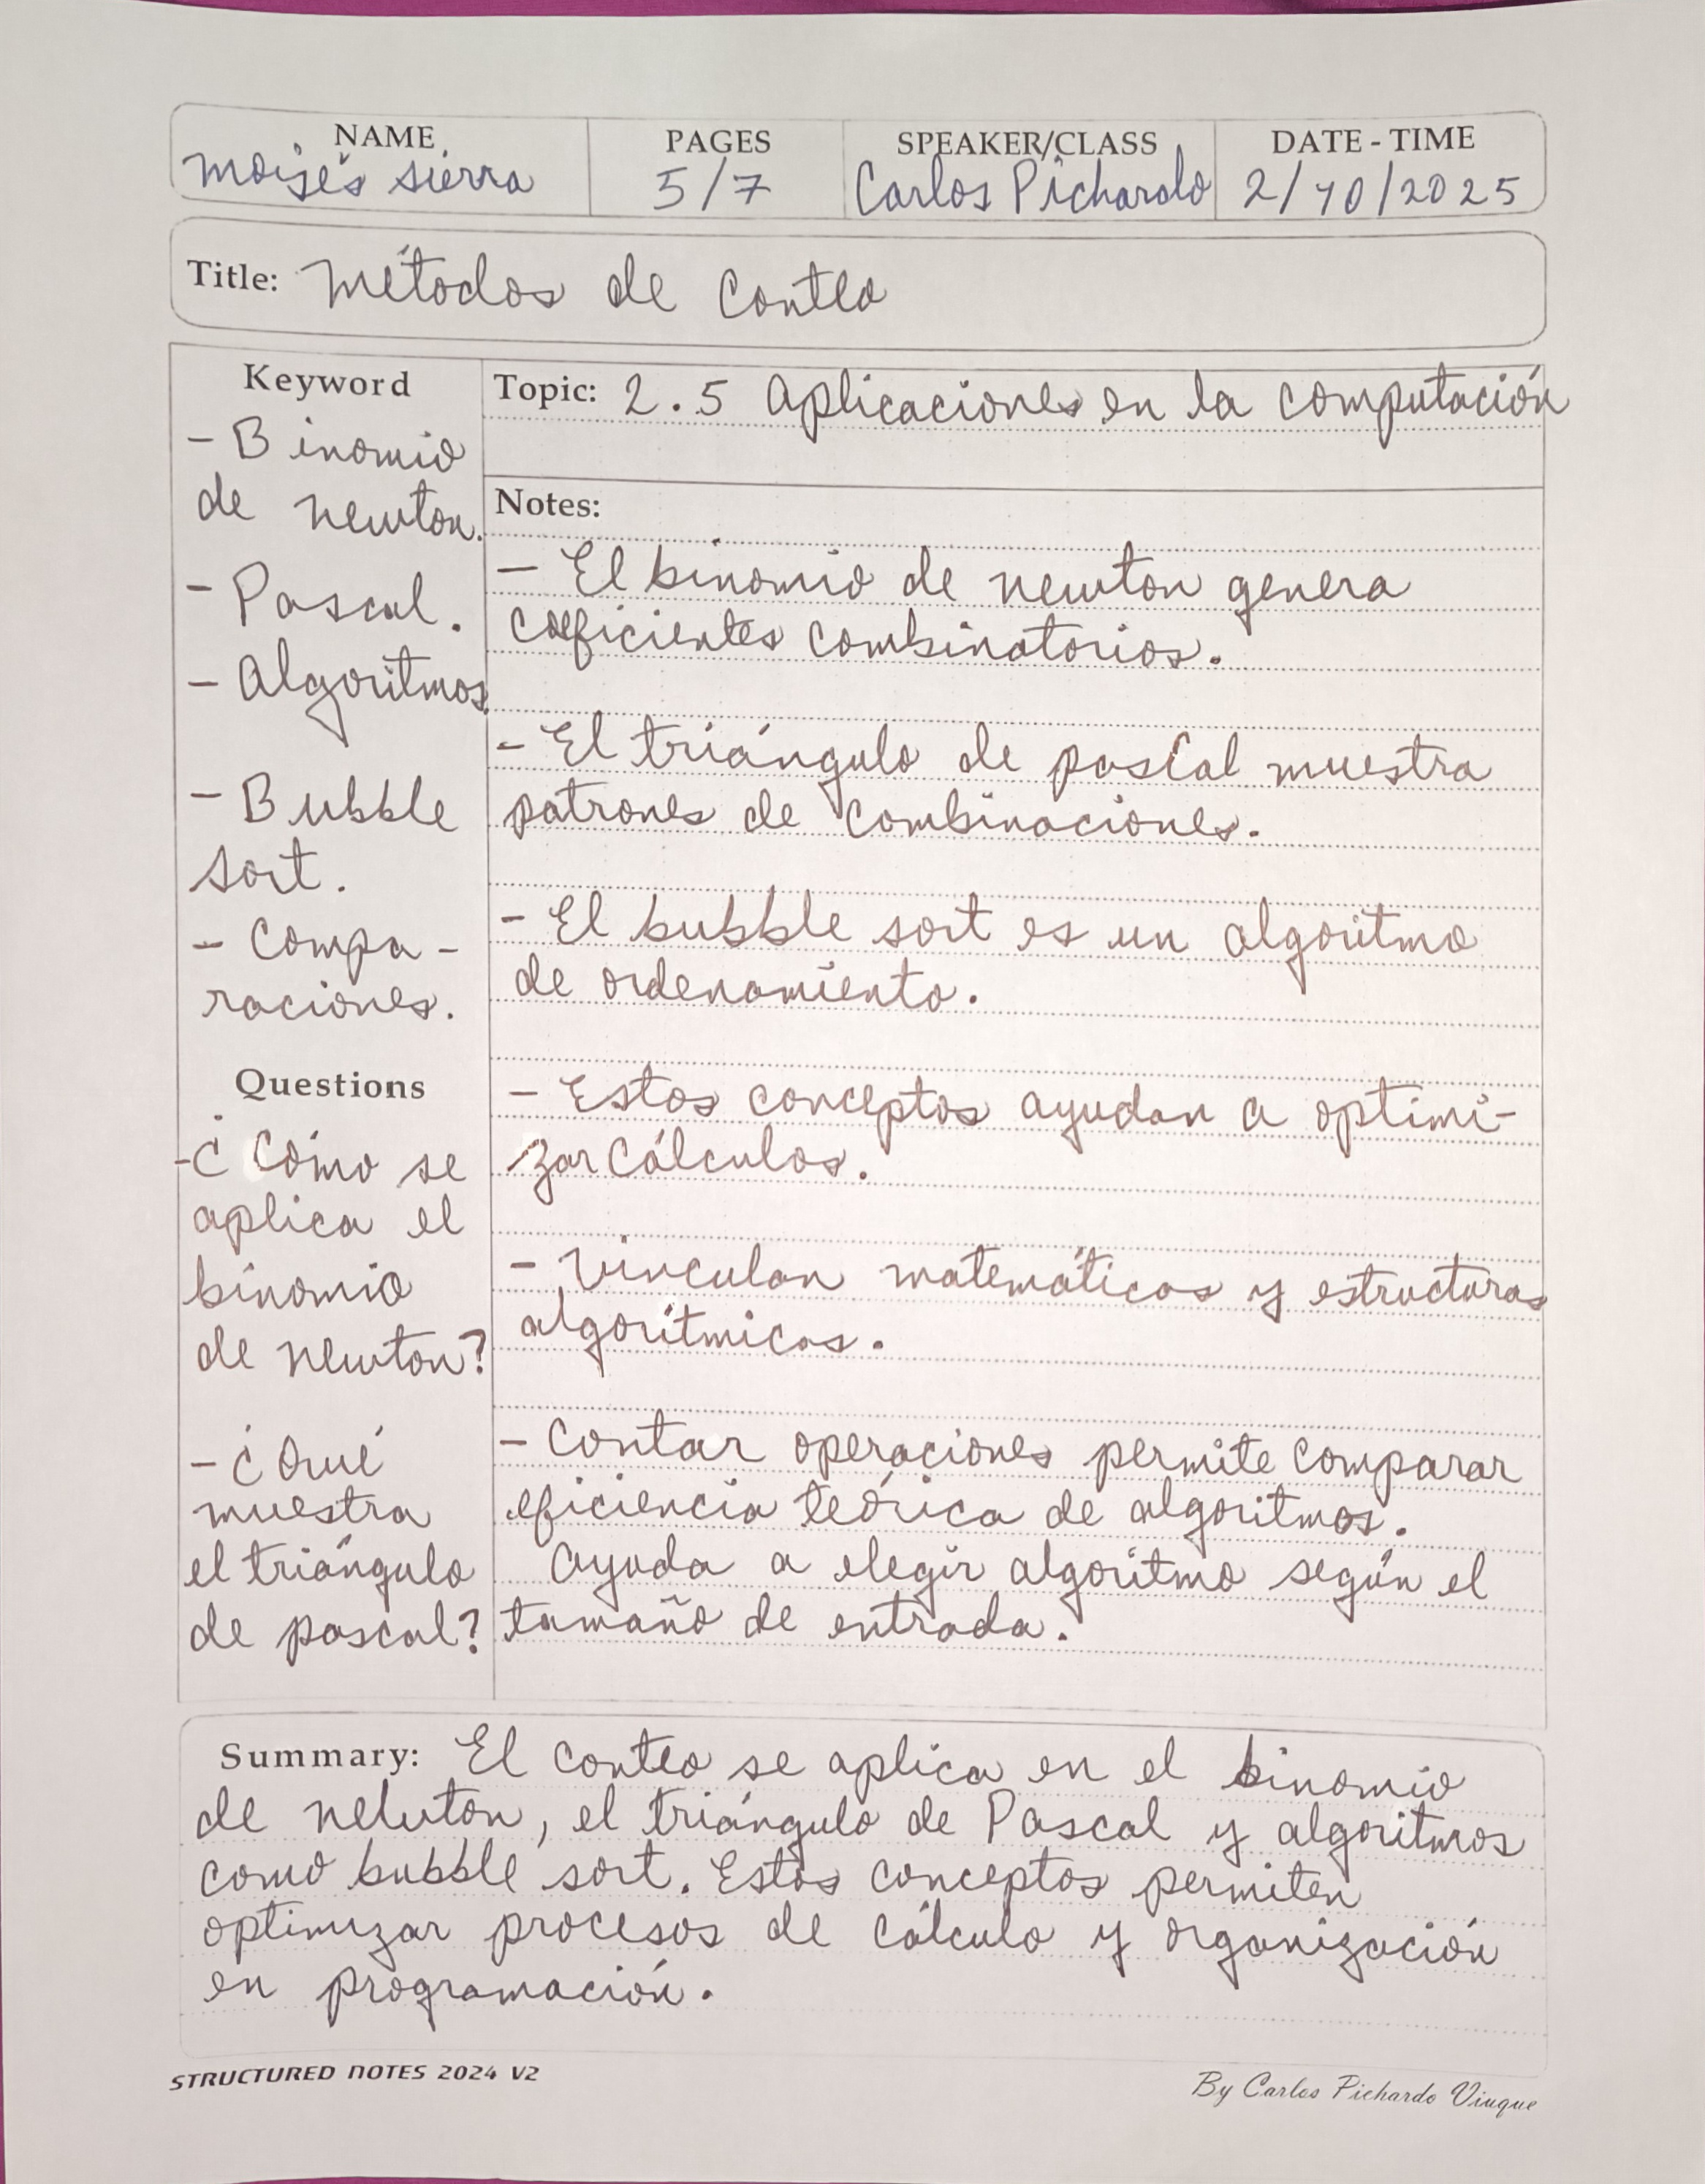 NAME PAGES SPEAKER/CLASS DATE - TIME
Moisés sierra 5/7 Carlos Pichardo 2/10/2025
Title: Métodos de Conteo
Keyword
- Binomio
de newton.
- Pascal.
- Algoritmos.
- Bubble
sort.
- Compa-
raciones.
Questions
- ¿Cómo se
aplica el
binomio
de newton?
- ¿Qué
muestra
el triángulo
de pascal?
Topic: 2.5 Aplicaciones en la computación
Notes:
- El binomio de newton genera
coeficientes combinatorios.
- El triángulo de pascal muestra
patrones de combinaciones.
- El bubble sort es un algoritmo
de ordenamiento.
- Estos conceptos ayudan a optimi-
zar cálculos.
- Vinculan matemáticas y estructuras
algorítmicas.
- Contar operaciones permite comparar
eficiencia teórica de algoritmos.
Ayuda a elegir algoritmo según el
tamaño de entrada.
Summary: El conteo se aplica en el binomio
de newton, el triángulo de Pascal y algoritmos
como bubble sort. Estos conceptos permiten
optimizar procesos de cálculo y organización
en programación.
STRUCTURED NOTES 2024 V2
By Carlos Pichardo Viuque